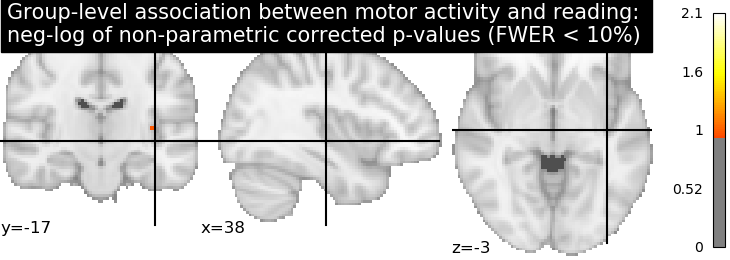 Group-level association between motor activity and reading:
neg-log of non-parametric corrected p-values (FWER < 10%)
2.1
1.6
1
0.52
0
y=-17
x=38
z=-3